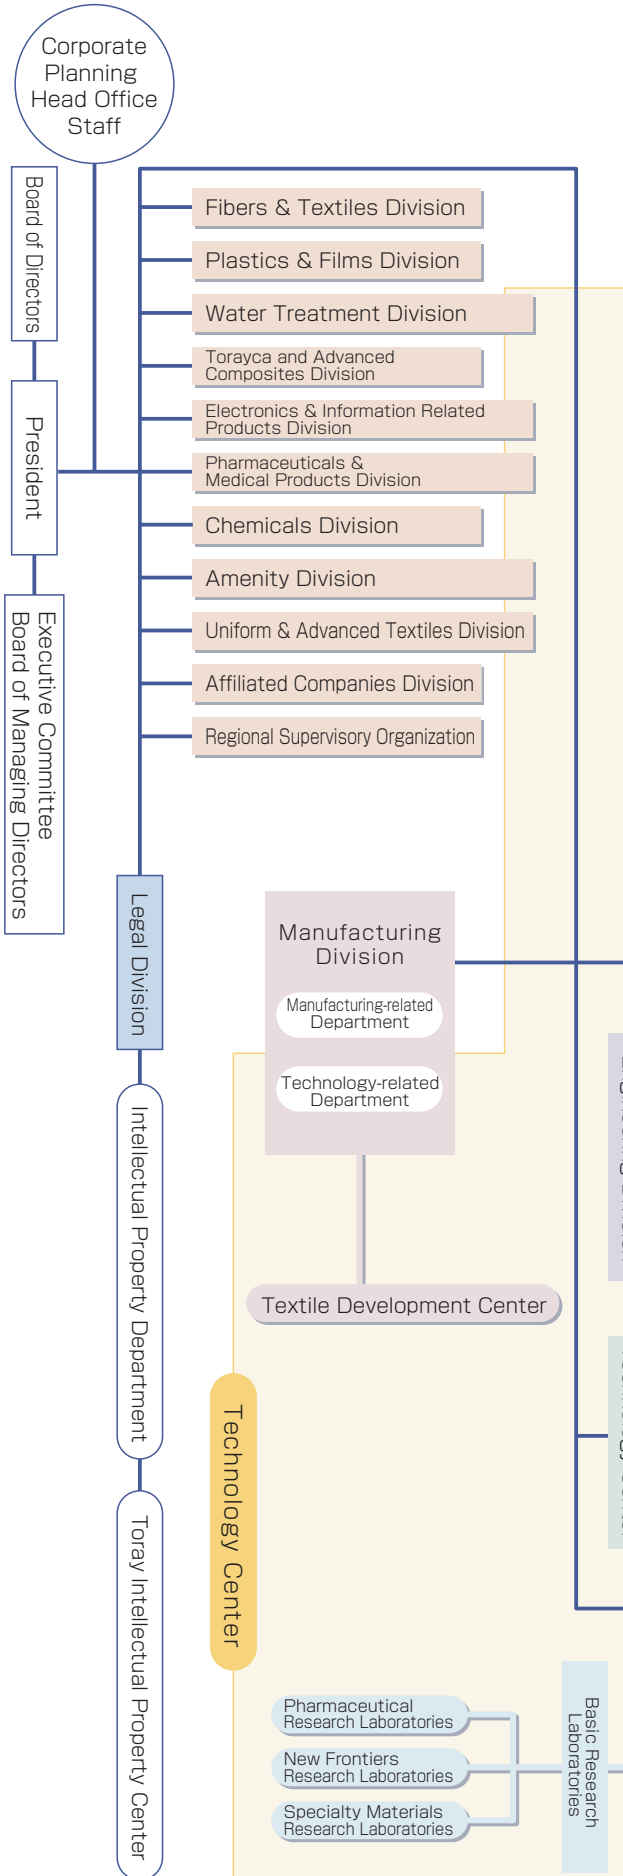 Corporate
Planning
Head Office
Staff
Board of Directors
President
Executive Committee
Board of Managing Directors
Fibers & Textiles Division
Plastics & Films Division
Water Treatment Division
Torayca and Advanced
Composites Division
Electronics & Information Related
Products Division
Pharmaceuticals &
Medical Products Division
Chemicals Division
Amenity Division
Uniform & Advanced Textiles Division
Affiliated Companies Division
Regional Supervisory Organization
Legal Division
Intellectual Property Department
Toray Intellectual Property Center
Manufacturing
Division
Manufacturing-related
Department
Technology-related
Department
Textile Development Center
Technology Center
Pharmaceutical
Research Laboratories
New Frontiers
Research Laboratories
Specialty Materials
Research Laboratories
Basic Research
Laboratories